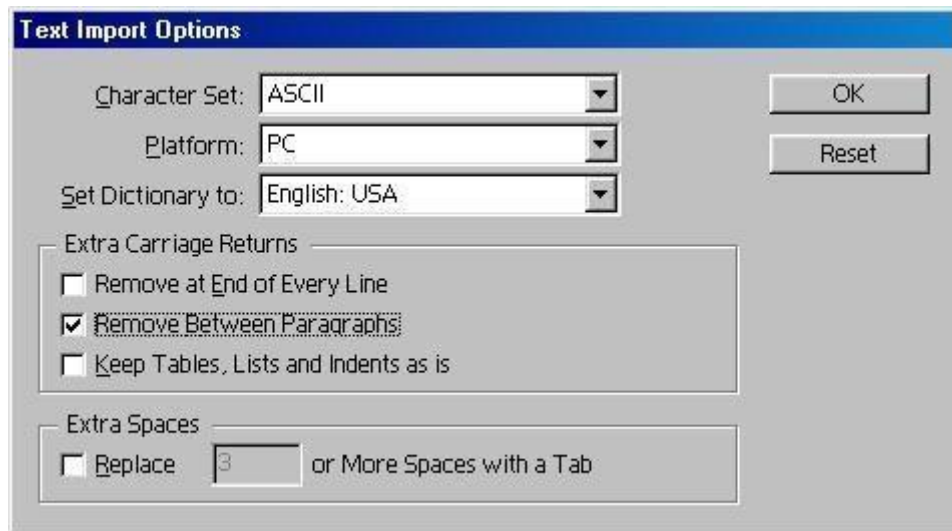 Text Import Options
Character Set: ASCII
OK
Platform: PC
Reset
Set Dictionary to: English: USA
Extra Carriage Returns
Remove at End of Every Line
Remove Between Paragraphs
Keep Tables, Lists and Indents as is
Extra Spaces
Replace 3 or More Spaces with a Tab